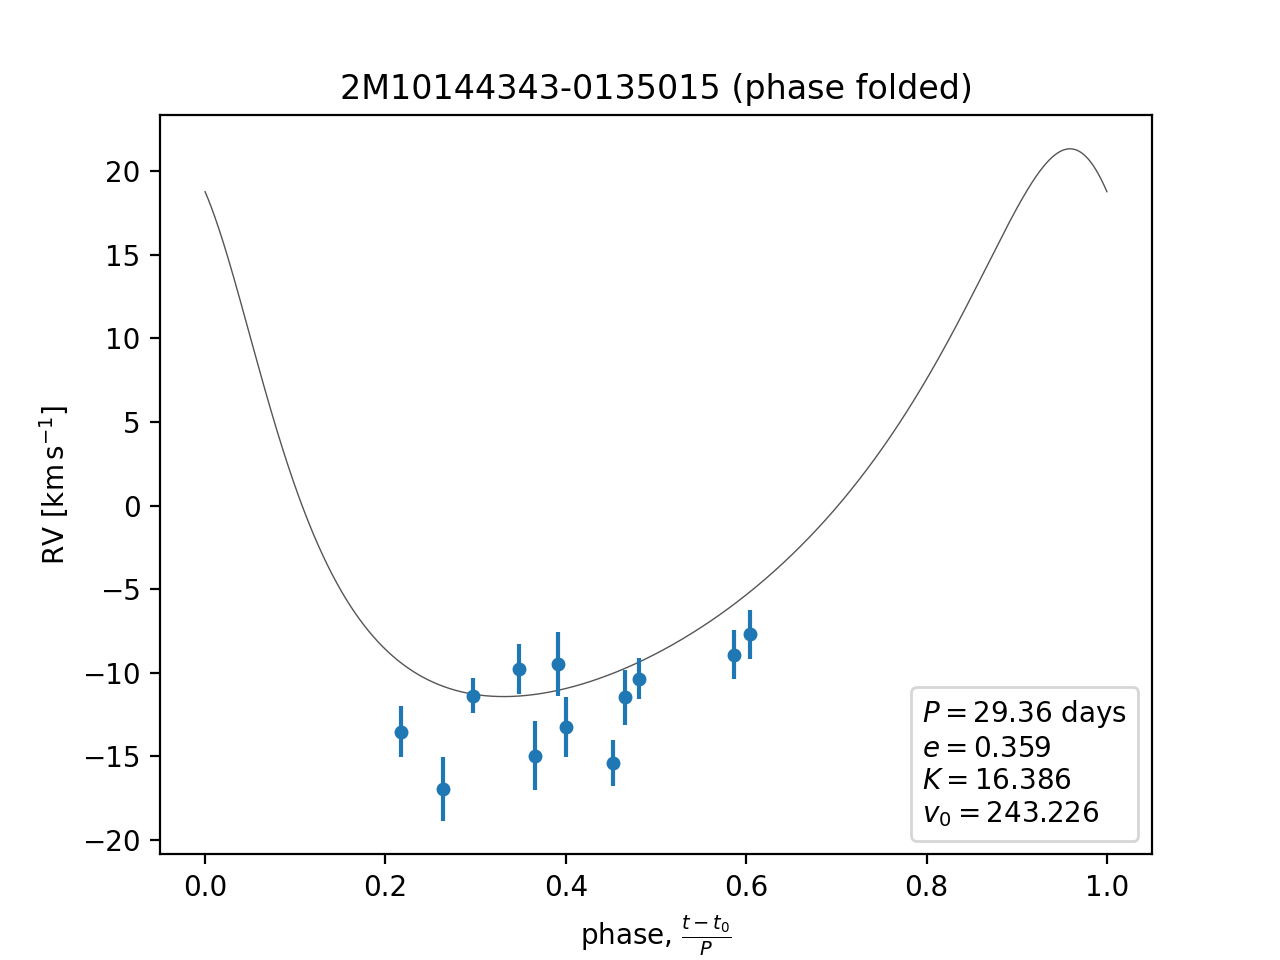 2M10144343-0135015 (phase folded)
RV [km s⁻¹]
20
15
10
5
0
−5
−10
−15
−20
P = 29.36 days
e = 0.359
K = 16.386
v₀ = 243.226
0.0 0.2 0.4 0.6 0.8 1.0
phase, (t − t₀)/P